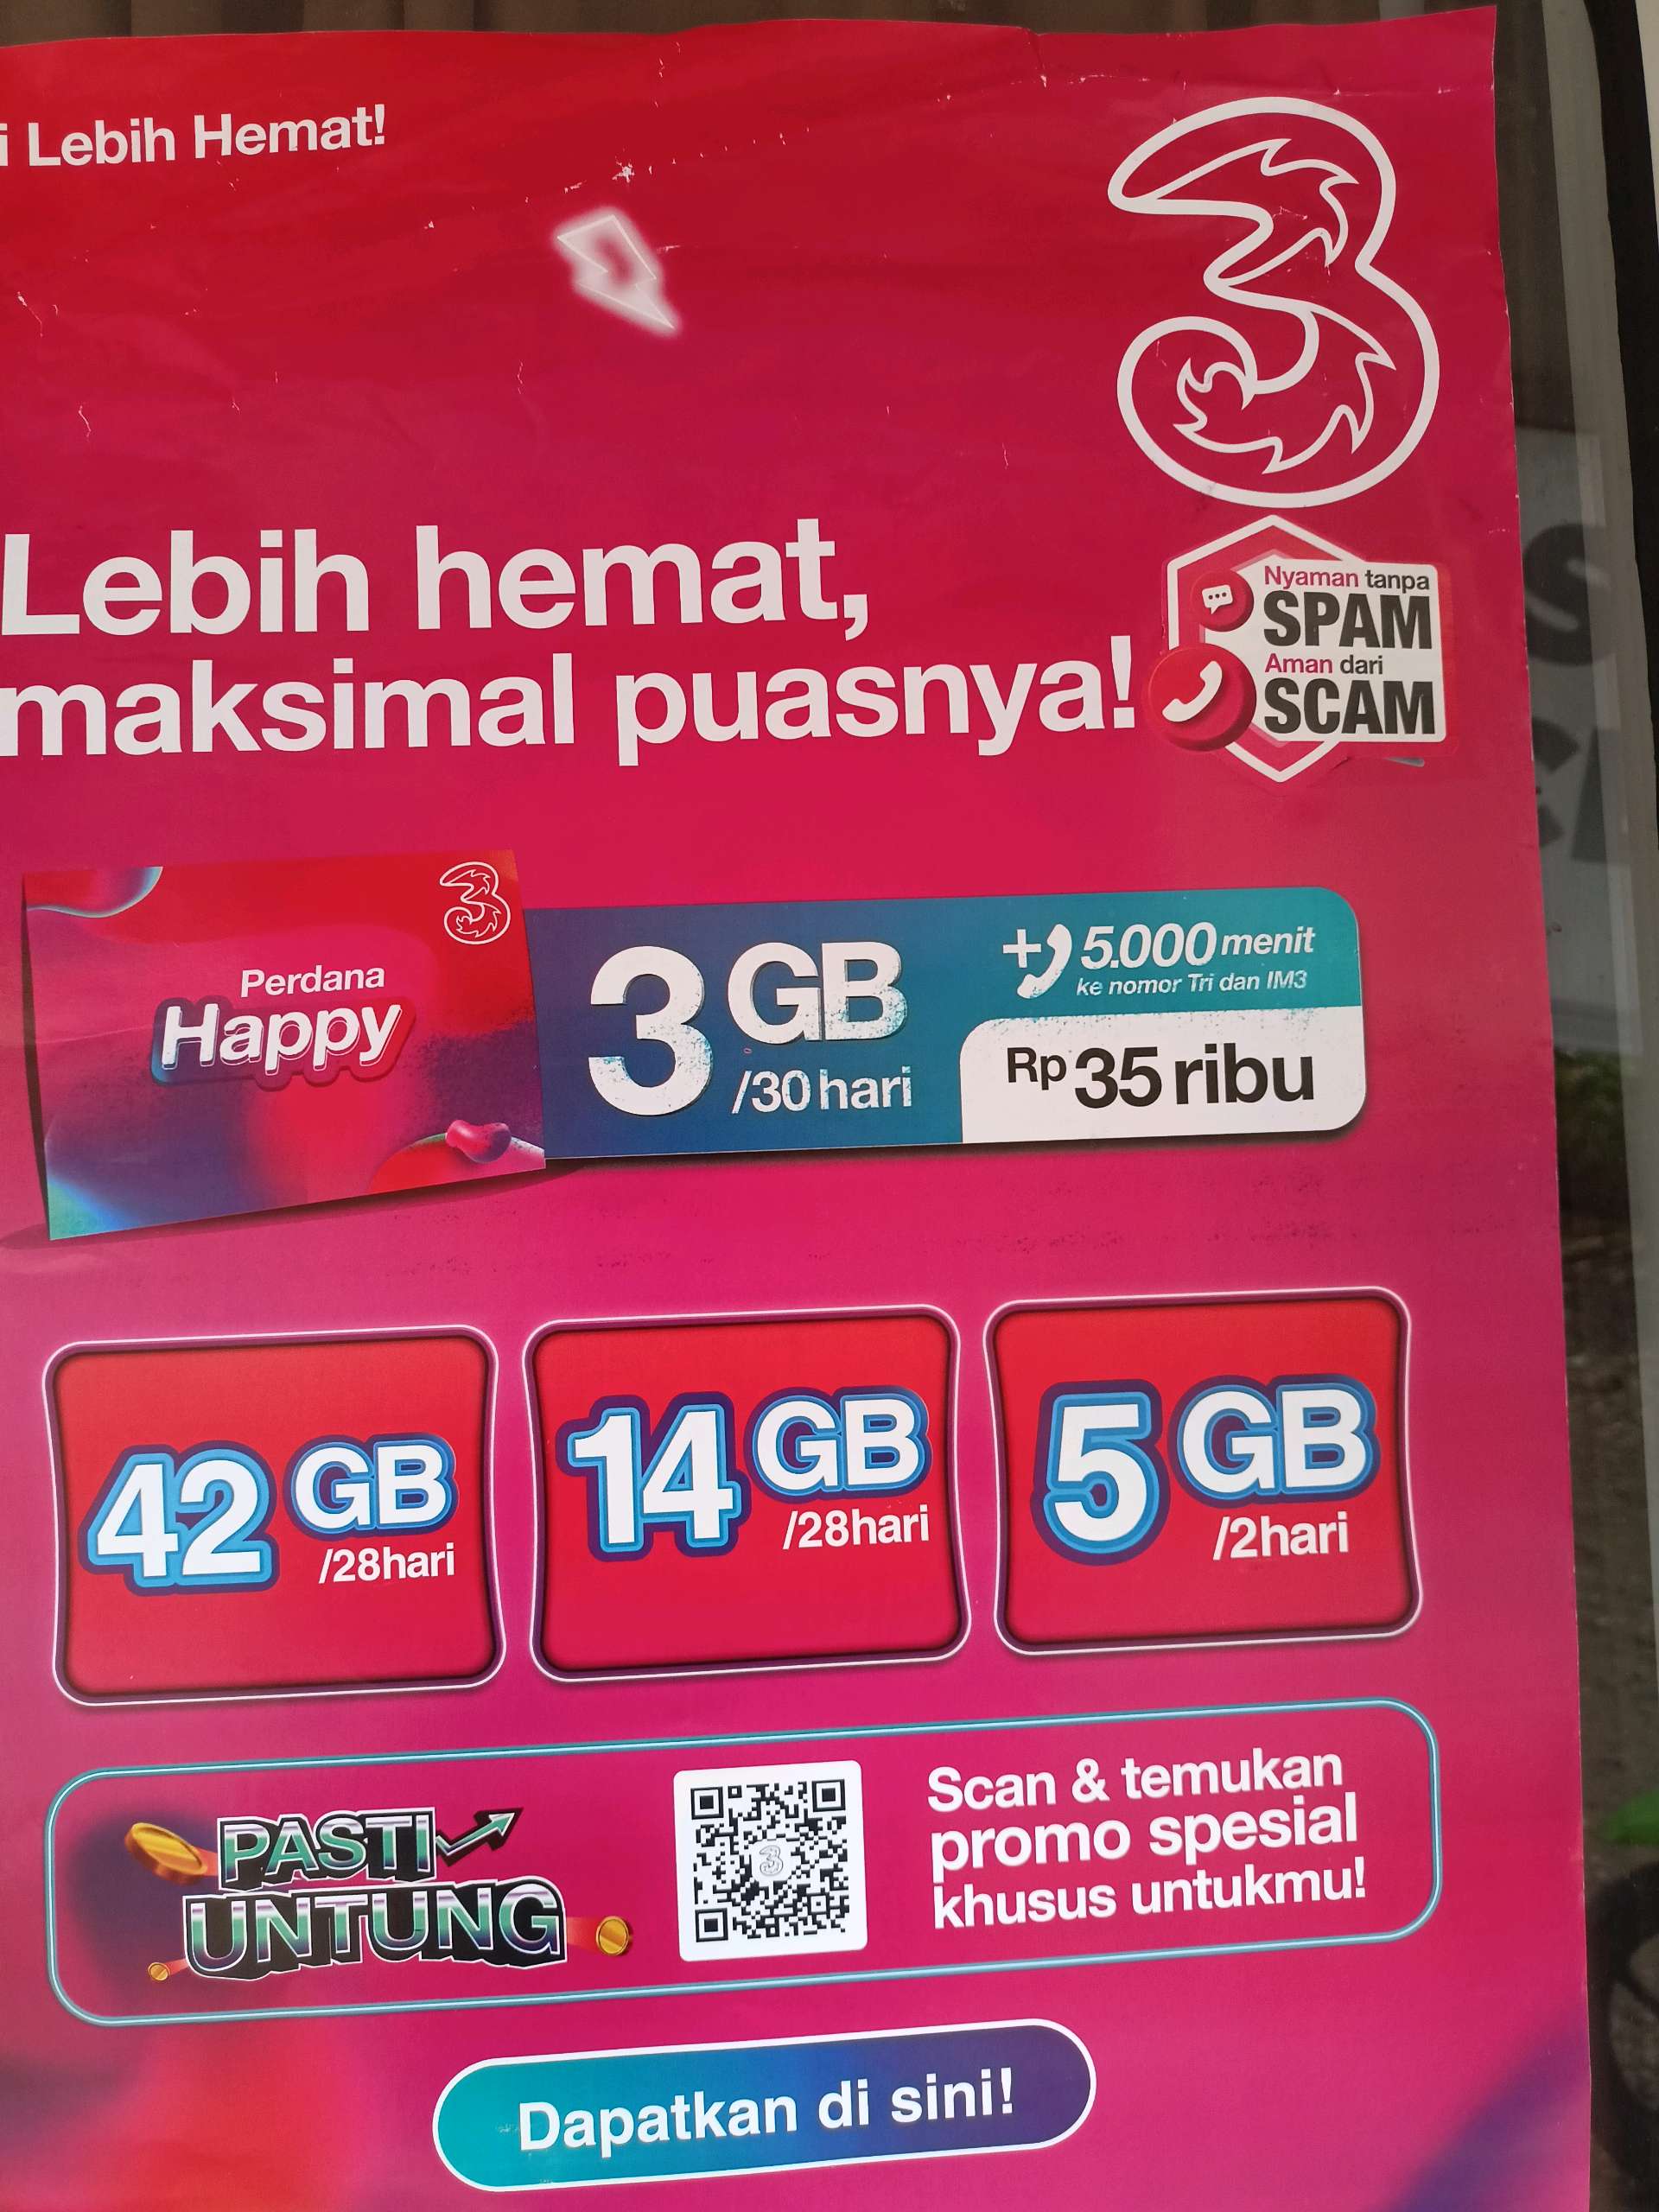 i Lebih Hemat!
3
Lebih hemat,
maksimal puasnya!
Nyaman tanpa
SPAM
Aman dari
SCAM
3
Perdana
Happy
3 GB
/30 hari
+ 5.000 menit
ke nomor Tri dan IM3
Rp 35 ribu
42 GB
/28hari
14 GB
/28hari
5 GB
/2hari
PASTI
UNTUNG
3
Scan & temukan
promo spesial
khusus untukmu!
Dapatkan di sini!